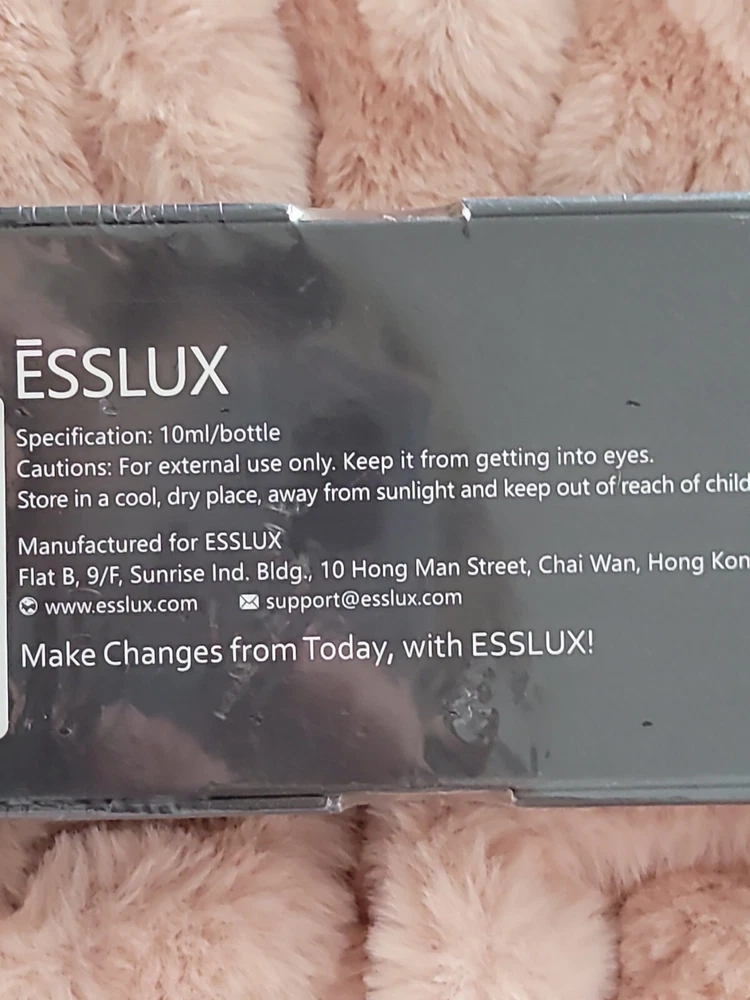 ĒSSLUX
Specification: 10ml/bottle
Cautions: For external use only. Keep it from getting into eyes.
Store in a cool, dry place, away from sunlight and keep out of reach of child
Manufactured for ESSLUX
Flat B, 9/F, Sunrise Ind. Bldg., 10 Hong Man Street, Chai Wan, Hong Kon
www.esslux.com support@esslux.com
Make Changes from Today, with ESSLUX!